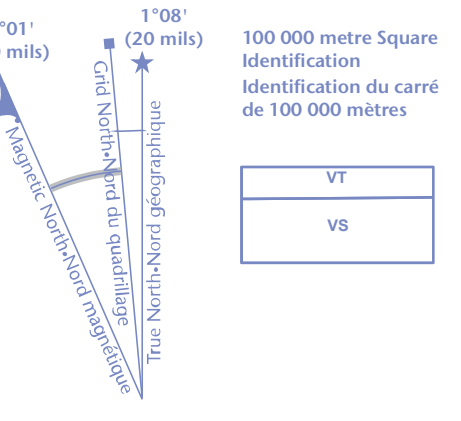 °01'
mils)
1°08'
(20 mils)
Magnetic North•Nord magnétique
Grid North•Nord du quadrillage
True North•Nord géographique
100 000 metre Square
Identification
Identification du carré
de 100 000 mètres
VT
VS